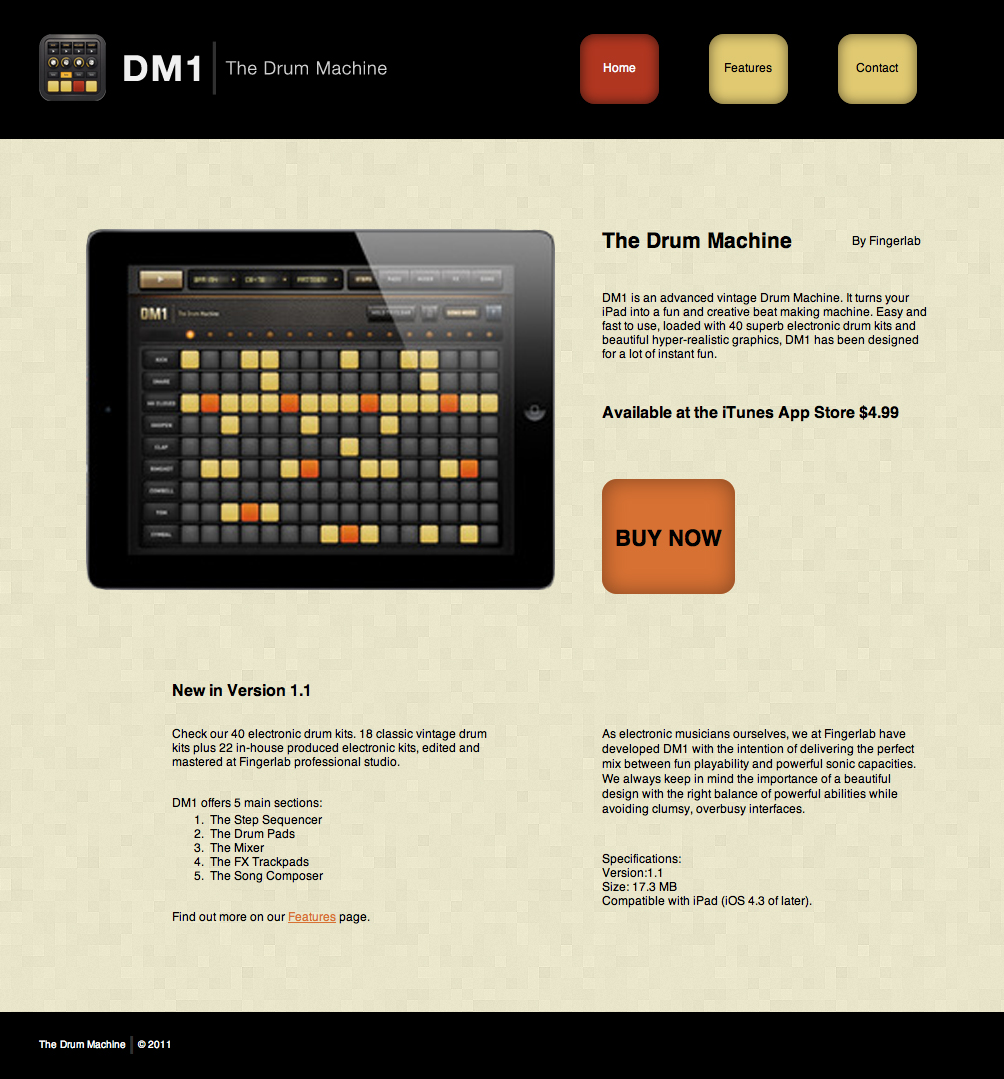 DM1 The Drum Machine
Home Features Contact
The Drum Machine By Fingerlab
DM1 is an advanced vintage Drum Machine. It turns your
iPad into a fun and creative beat making machine. Easy and
fast to use, loaded with 40 superb electronic drum kits and
beautiful hyper-realistic graphics, DM1 has been designed
for a lot of instant fun.
Available at the iTunes App Store $4.99
BUY NOW
DM1 The Drum Machine
HOLD TO CLEAR
SONG MODE
KICK
SNARE
CLAP
RIMSHOT
COWBELL
TOM
CYMBAL
New in Version 1.1
Check our 40 electronic drum kits. 18 classic vintage drum
kits plus 22 in-house produced electronic kits, edited and
mastered at Fingerlab professional studio.
DM1 offers 5 main sections:
1. The Step Sequencer
2. The Drum Pads
3. The Mixer
4. The FX Trackpads
5. The Song Composer
Find out more on our Features page.
As electronic musicians ourselves, we at Fingerlab have
developed DM1 with the intention of delivering the perfect
mix between fun playability and powerful sonic capacities.
We always keep in mind the importance of a beautiful
design with the right balance of powerful abilities while
avoiding clumsy, overbusy interfaces.
Specifications:
Version:1.1
Size: 17.3 MB
Compatible with iPad (iOS 4.3 of later).
The Drum Machine © 2011